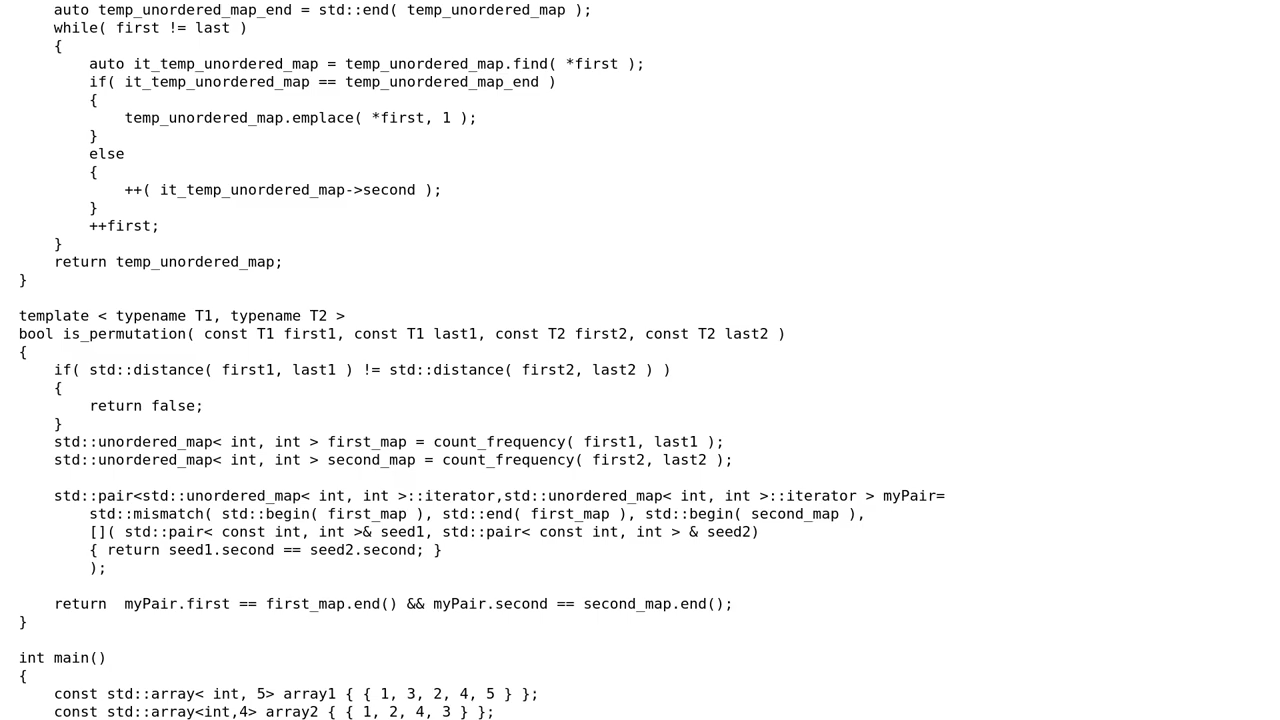 auto temp_unordered_map_end = std::end( temp_unordered_map );
    while( first != last )
    {
        auto it_temp_unordered_map = temp_unordered_map.find( *first );
        if( it_temp_unordered_map == temp_unordered_map_end )
        {
            temp_unordered_map.emplace( *first, 1 );
        }
        else
        {
            ++( it_temp_unordered_map->second );
        }
        ++first;
    }
    return temp_unordered_map;
}

template < typename T1, typename T2 >
bool is_permutation( const T1 first1, const T1 last1, const T2 first2, const T2 last2 )
{
    if( std::distance( first1, last1 ) != std::distance( first2, last2 ) )
    {
        return false;
    }
    std::unordered_map< int, int > first_map = count_frequency( first1, last1 );
    std::unordered_map< int, int > second_map = count_frequency( first2, last2 );

    std::pair<std::unordered_map< int, int >::iterator,std::unordered_map< int, int >::iterator > myPair=
        std::mismatch( std::begin( first_map ), std::end( first_map ), std::begin( second_map ),
        []( std::pair< const int, int >& seed1, std::pair< const int, int > & seed2)
        { return seed1.second == seed2.second; }
        );

    return  myPair.first == first_map.end() && myPair.second == second_map.end();
}

int main()
{
    const std::array< int, 5> array1 { { 1, 3, 2, 4, 5 } };
    const std::array<int,4> array2 { { 1, 2, 4, 3 } };